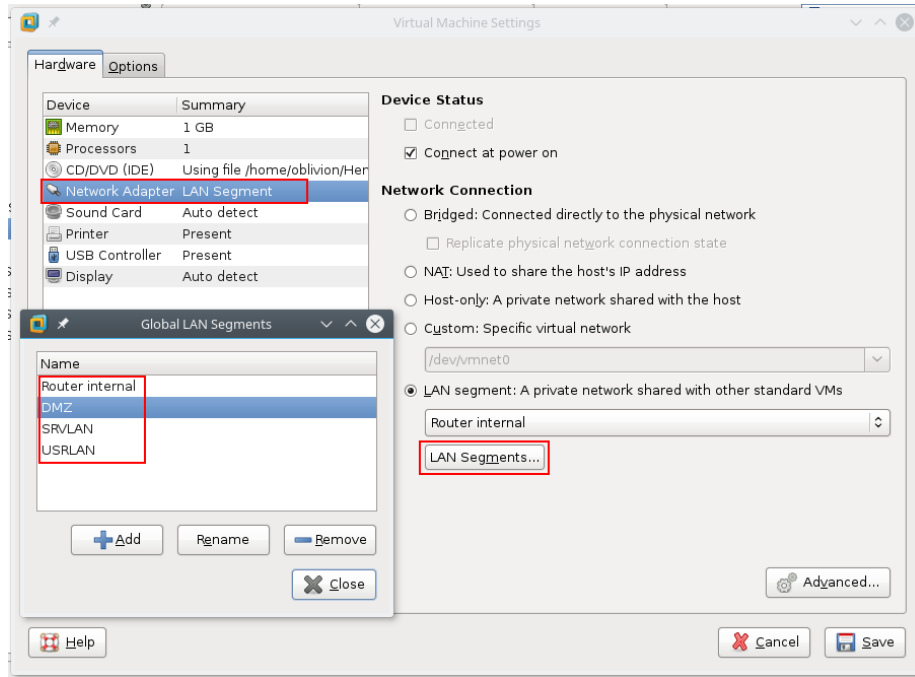 Virtual Machine Settings
Hardware Options
Device Summary
Memory 1 GB
Processors 1
CD/DVD (IDE) Using file /home/oblivion/Her
Network Adapter LAN Segment
Sound Card Auto detect
Printer Present
USB Controller Present
Display Auto detect
Device Status
Connected
Connect at power on
Network Connection
Bridged: Connected directly to the physical network
Replicate physical network connection state
NAT: Used to share the host's IP address
Host-only: A private network shared with the host
Custom: Specific virtual network
/dev/vmnet0
LAN segment: A private network shared with other standard VMs
Router internal
LAN Segments...
Advanced...
Global LAN Segments
Name
Router internal
DMZ
SRVLAN
USRLAN
Add Rename Remove
Close
Help Cancel Save